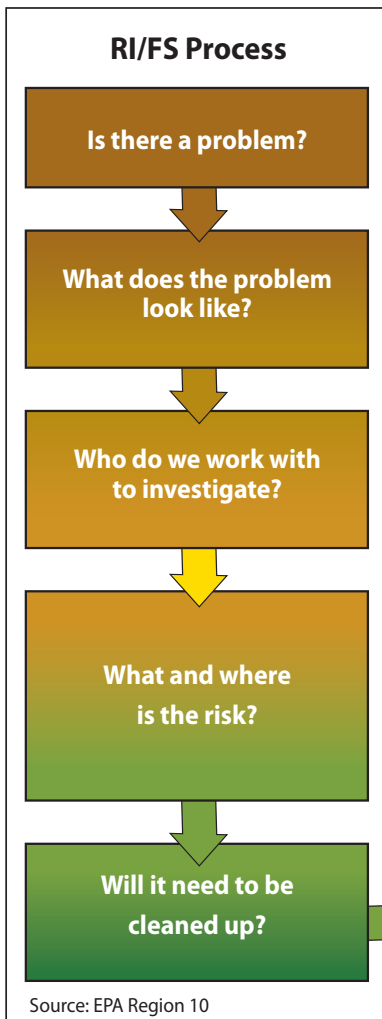 RI/FS Process
Is there a problem?
What does the problem
look like?
Who do we work with
to investigate?
What and where
is the risk?
Will it need to be
cleaned up?
Source: EPA Region 10